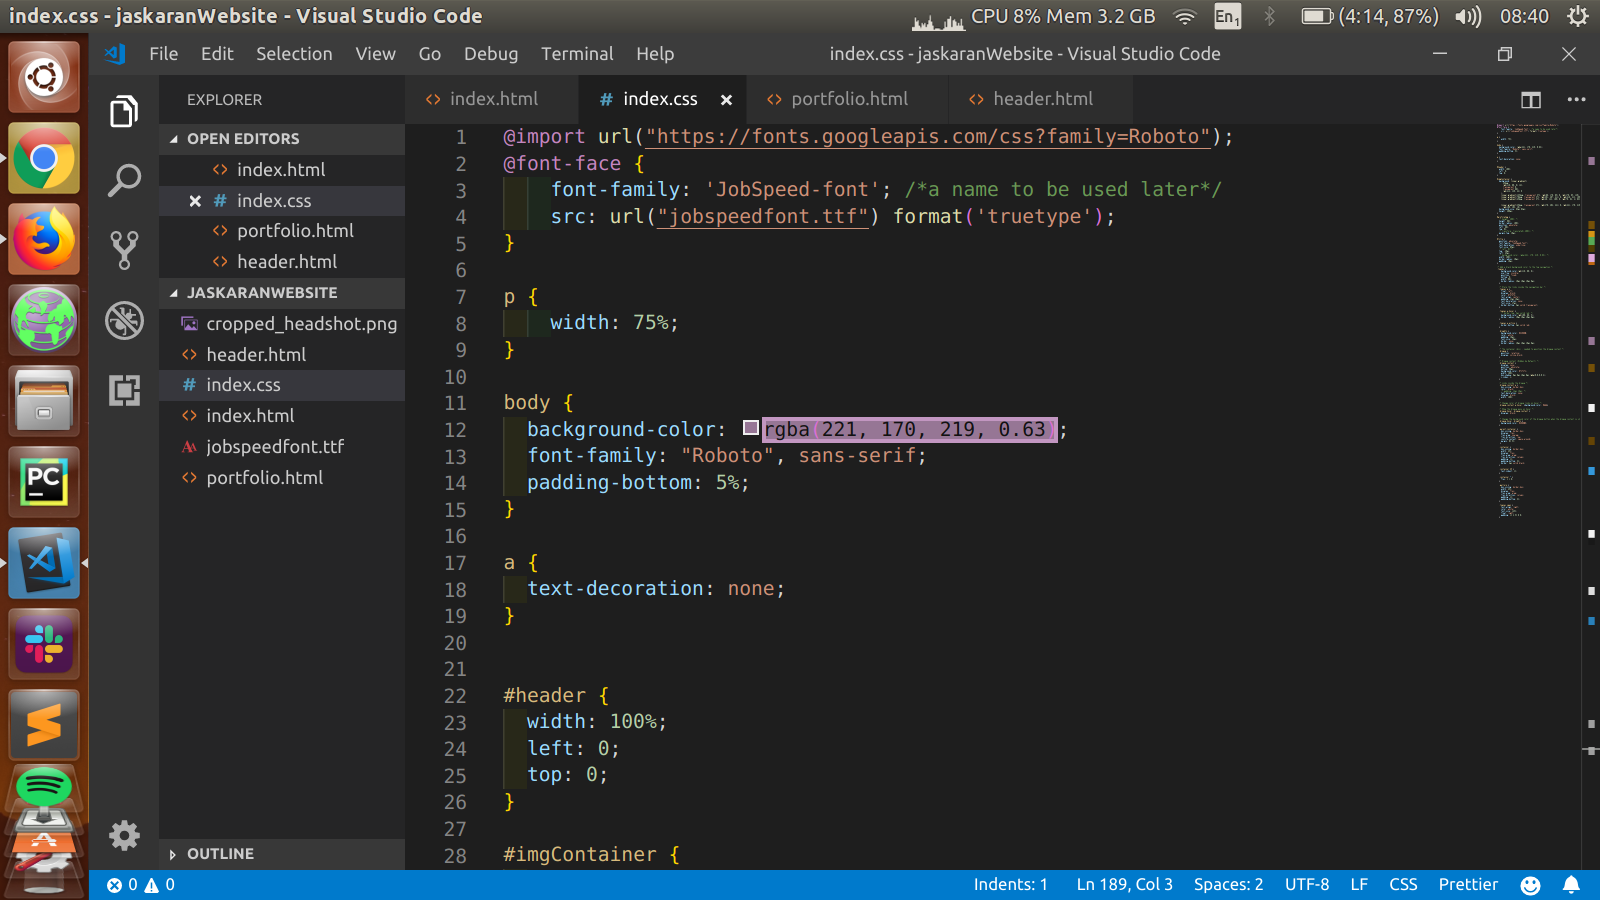 index.css - jaskaranWebsite - Visual Studio Code
CPU 8% Mem 3.2 GB
En1
(4:14, 87%)
08:40
File Edit Selection View Go Debug Terminal Help
index.css - jaskaranWebsite - Visual Studio Code
EXPLORER
OPEN EDITORS
index.html
index.css
portfolio.html
header.html
JASKARANWEBSITE
cropped_headshot.png
header.html
index.css
index.html
jobspeedfont.ttf
portfolio.html
OUTLINE
PC
index.html
index.css
portfolio.html
header.html
1 @import url("https://fonts.googleapis.com/css?family=Roboto");
2 @font-face {
3 font-family: 'JobSpeed-font'; /*a name to be used later*/
4 src: url("jobspeedfont.ttf") format('truetype');
5 }
6
7 p {
8 width: 75%;
9 }
10
11 body {
12 background-color: rgba(221, 170, 219, 0.63);
13 font-family: "Roboto", sans-serif;
14 padding-bottom: 5%;
15 }
16
17 a {
18 text-decoration: none;
19 }
20
21
22 #header {
23 width: 100%;
24 left: 0;
25 top: 0;
26 }
27
28 #imgContainer {
0 0
Indents: 1
Ln 189, Col 3
Spaces: 2
UTF-8
LF
CSS
Prettier